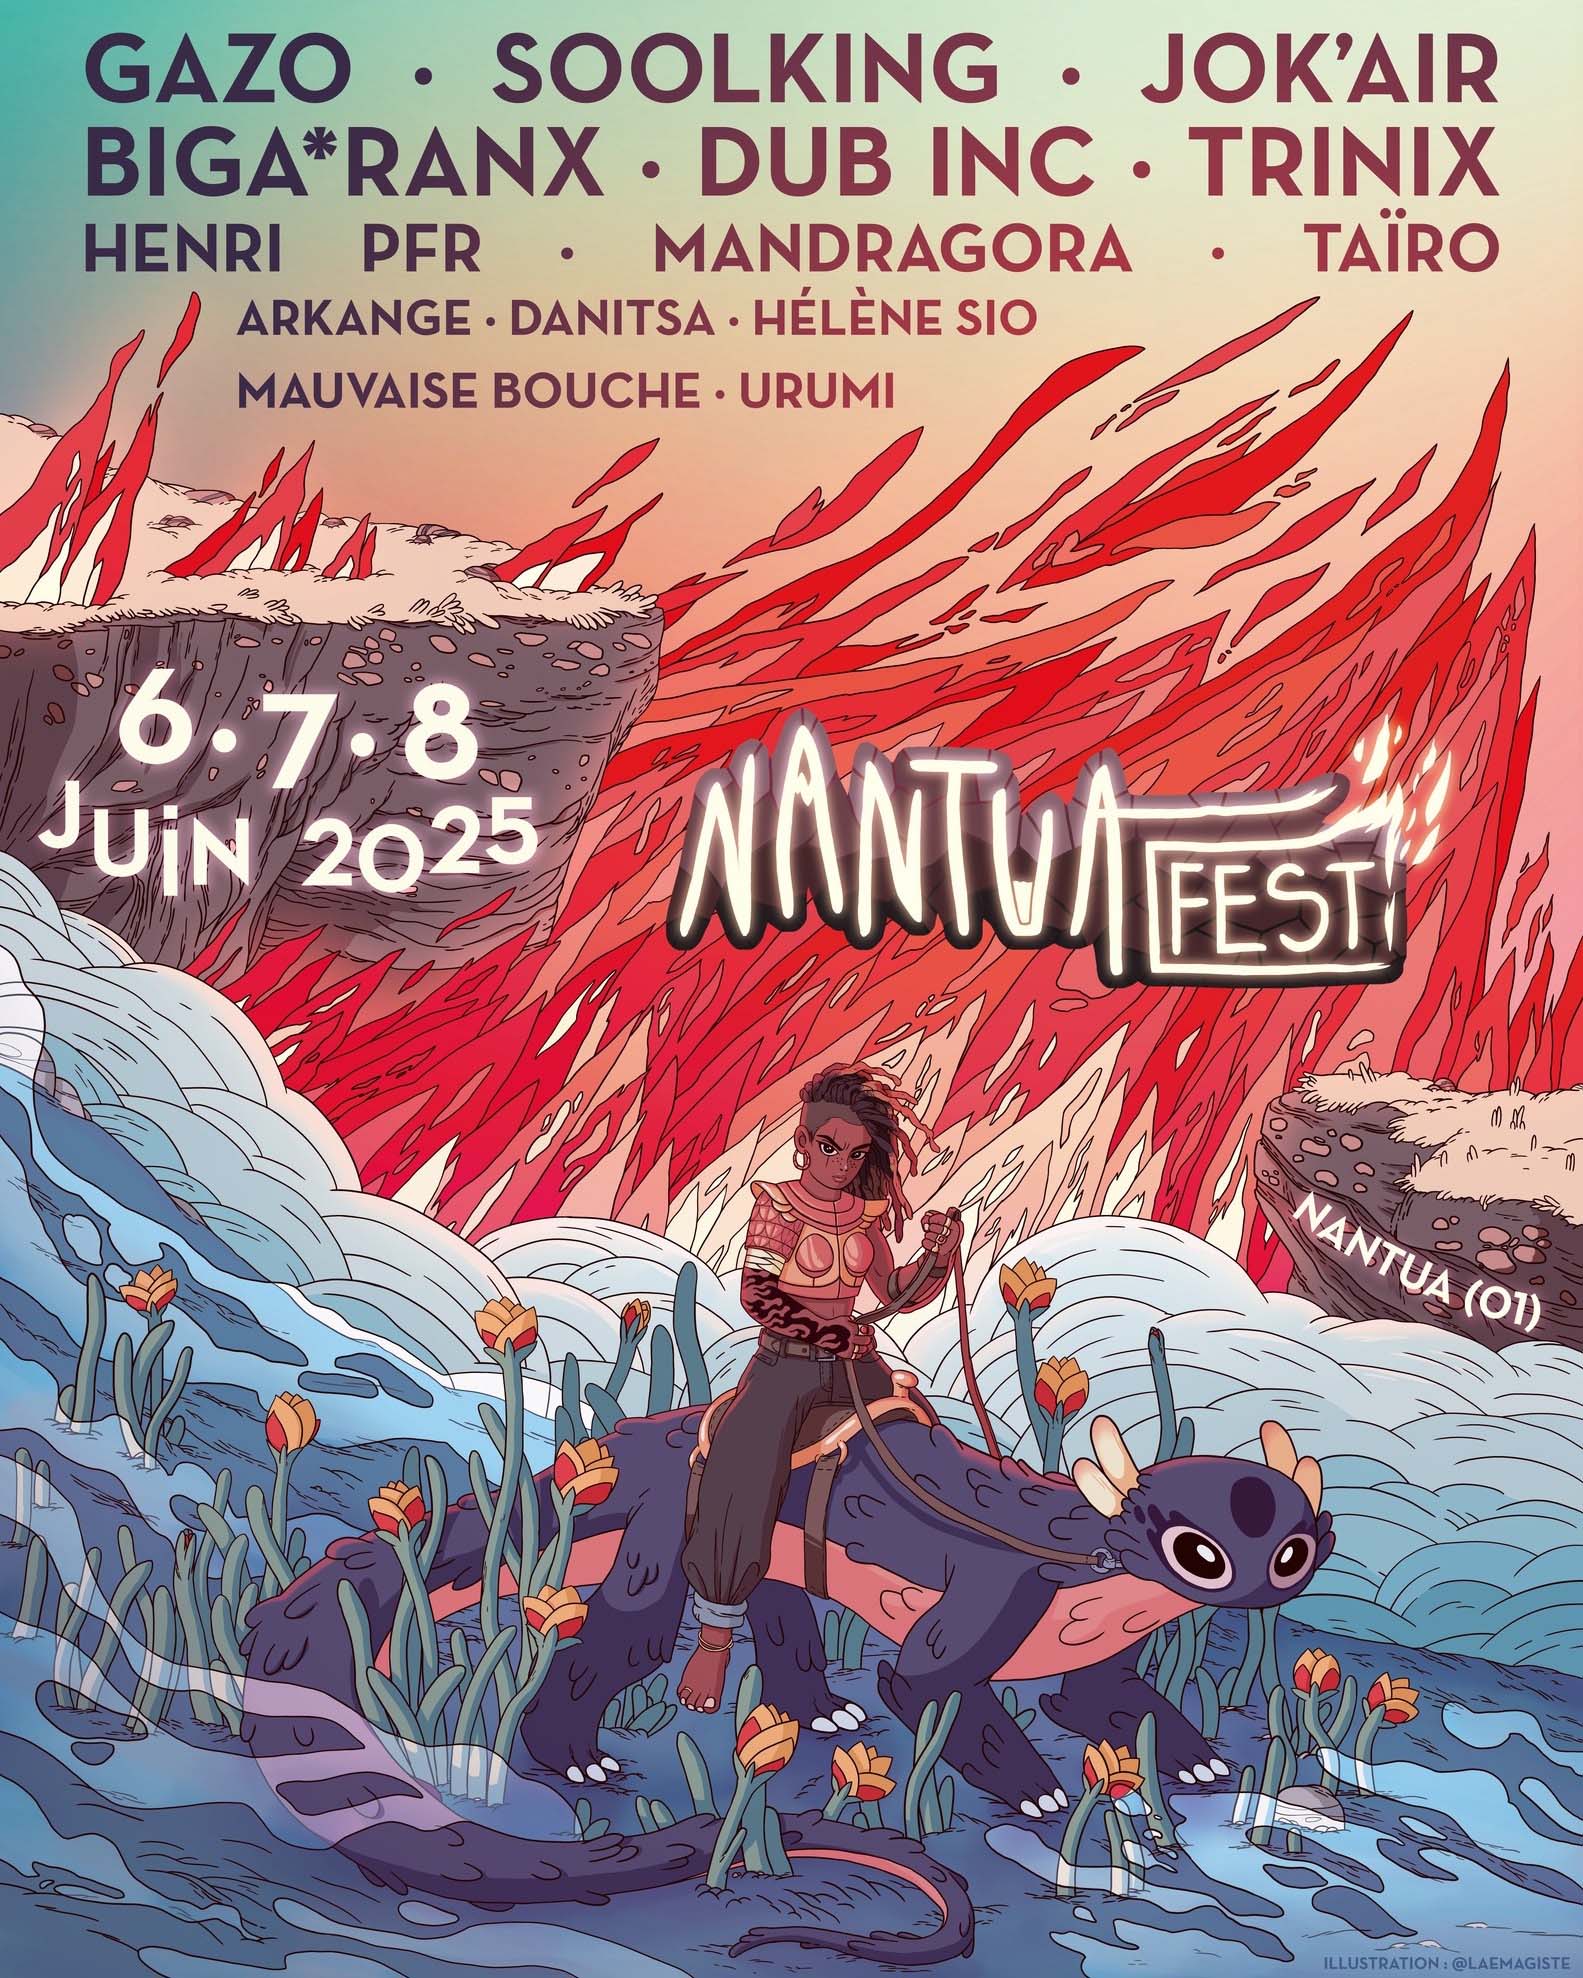 GAZO • SOOLKING • JOK'AIR
BIGA*RANX • DUB INC • TRINIX
HENRI PFR • MANDRAGORA • TAÏRO
ARKANGE • DANITSA • HÉLÈNE SIO
MAUVAISE BOUCHE • URUMI
6•7•8
JUiN 2025
NANTUA
FEST
NANTUA (01)
ILLUSTRATION : @LAEMAGISTE